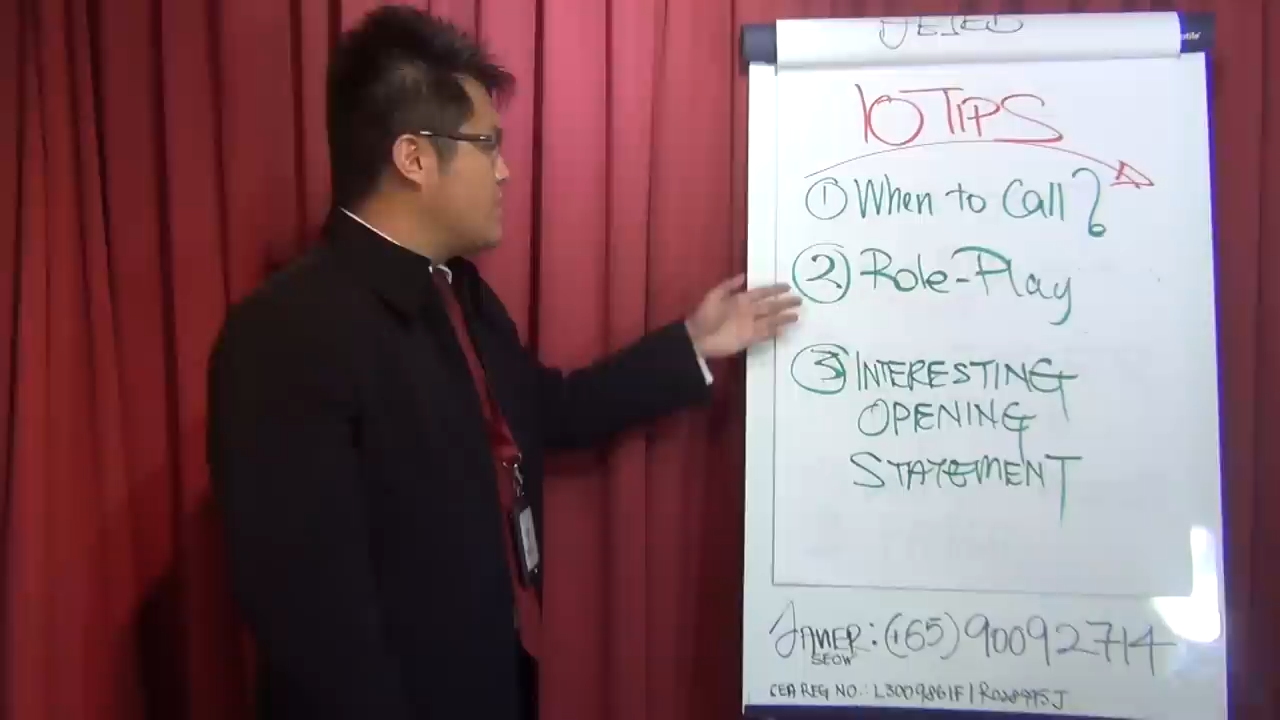 10 TIPS
① When to Call?
② Role-Play
③ INTERESTING
OPENING
STATEMENT
JAMER: (+65) 90092714
SEOW
CEA REG NO.: L3009861F /